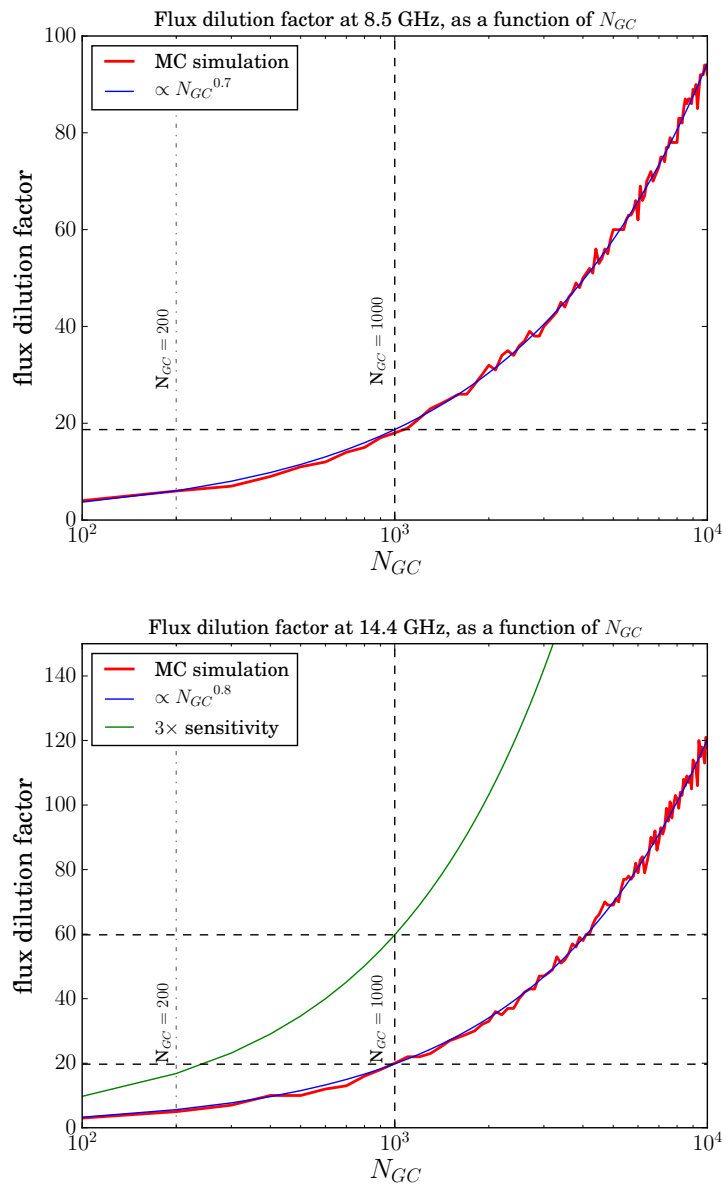 Flux dilution factor at 8.5 GHz, as a function of N_GC
100
MC simulation
∝ N_GC^0.7
80
60
flux dilution factor
40
N_GC = 200
N_GC = 1000
20
0
10^2
10^3
10^4
N_GC
Flux dilution factor at 14.4 GHz, as a function of N_GC
MC simulation
140
∝ N_GC^0.8
3× sensitivity
120
100
80
flux dilution factor
60
40
N_GC = 200
N_GC = 1000
20
0
10^2
10^3
10^4
N_GC